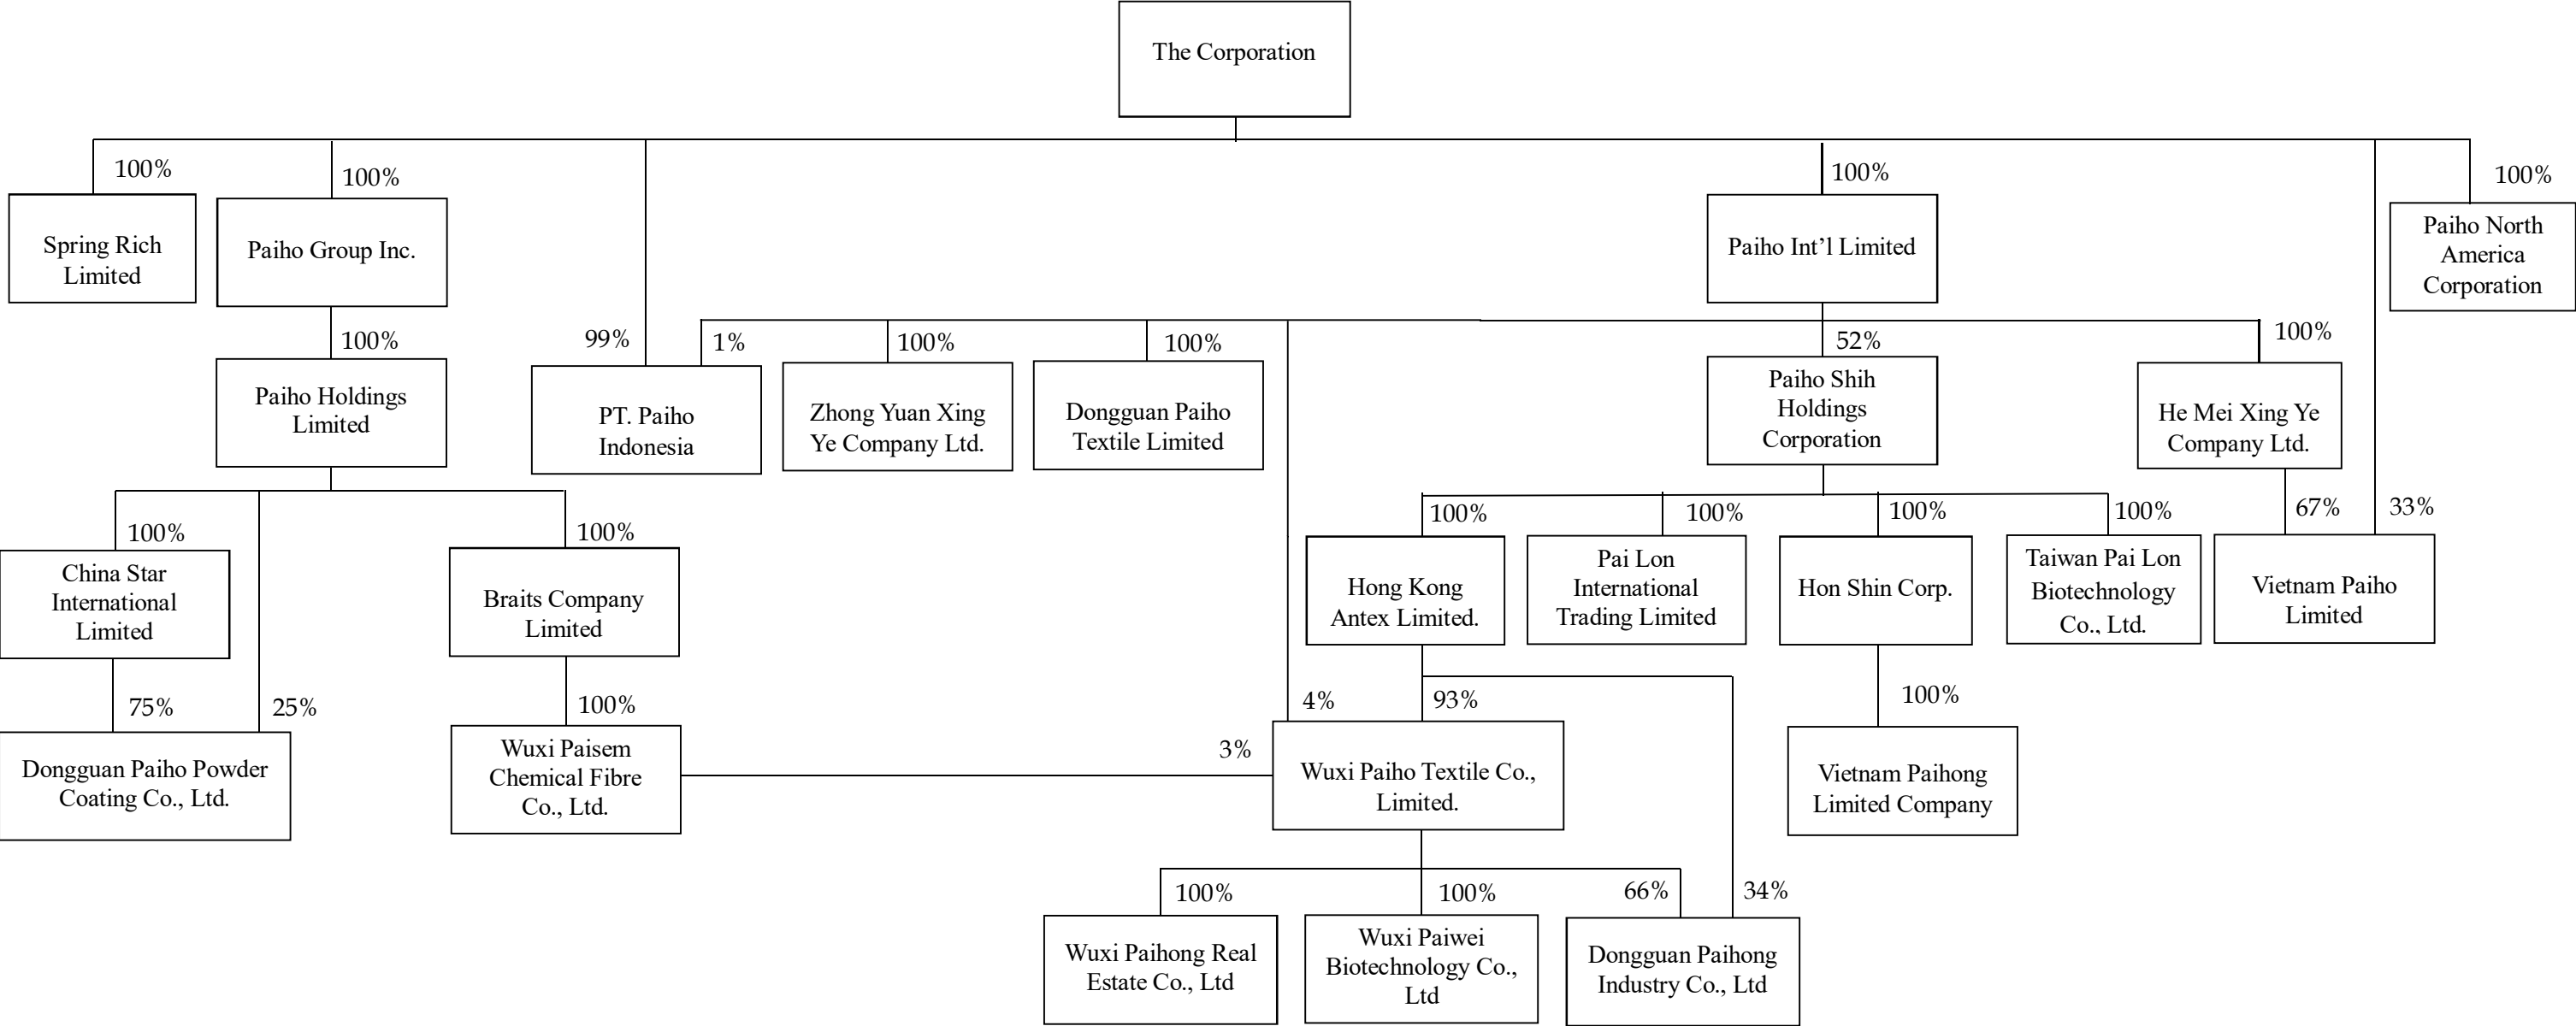 The Corporation
100%
100%
100%
100%
Spring Rich
Limited
Paiho Group Inc.
Paiho Int’l Limited
Paiho North
America
Corporation
100%
99%
1%
100%
100%
52%
100%
Paiho Holdings
Limited
PT. Paiho
Indonesia
Zhong Yuan Xing
Ye Company Ltd.
Dongguan Paiho
Textile Limited
Paiho Shih
Holdings
Corporation
He Mei Xing Ye
Company Ltd.
100%
100%
100%
100%
100%
100%
67%
33%
China Star
International
Limited
Braits Company
Limited
Hong Kong
Antex Limited.
Pai Lon
International
Trading Limited
Hon Shin Corp.
Taiwan Pai Lon
Biotechnology
Co., Ltd.
Vietnam Paiho
Limited
75%
25%
100%
4%
93%
100%
Dongguan Paiho Powder
Coating Co., Ltd.
Wuxi Paisem
Chemical Fibre
Co., Ltd.
3%
Wuxi Paiho Textile Co.,
Limited.
Vietnam Paihong
Limited Company
100%
100%
66%
34%
Wuxi Paihong Real
Estate Co., Ltd
Wuxi Paiwei
Biotechnology Co.,
Ltd
Dongguan Paihong
Industry Co., Ltd